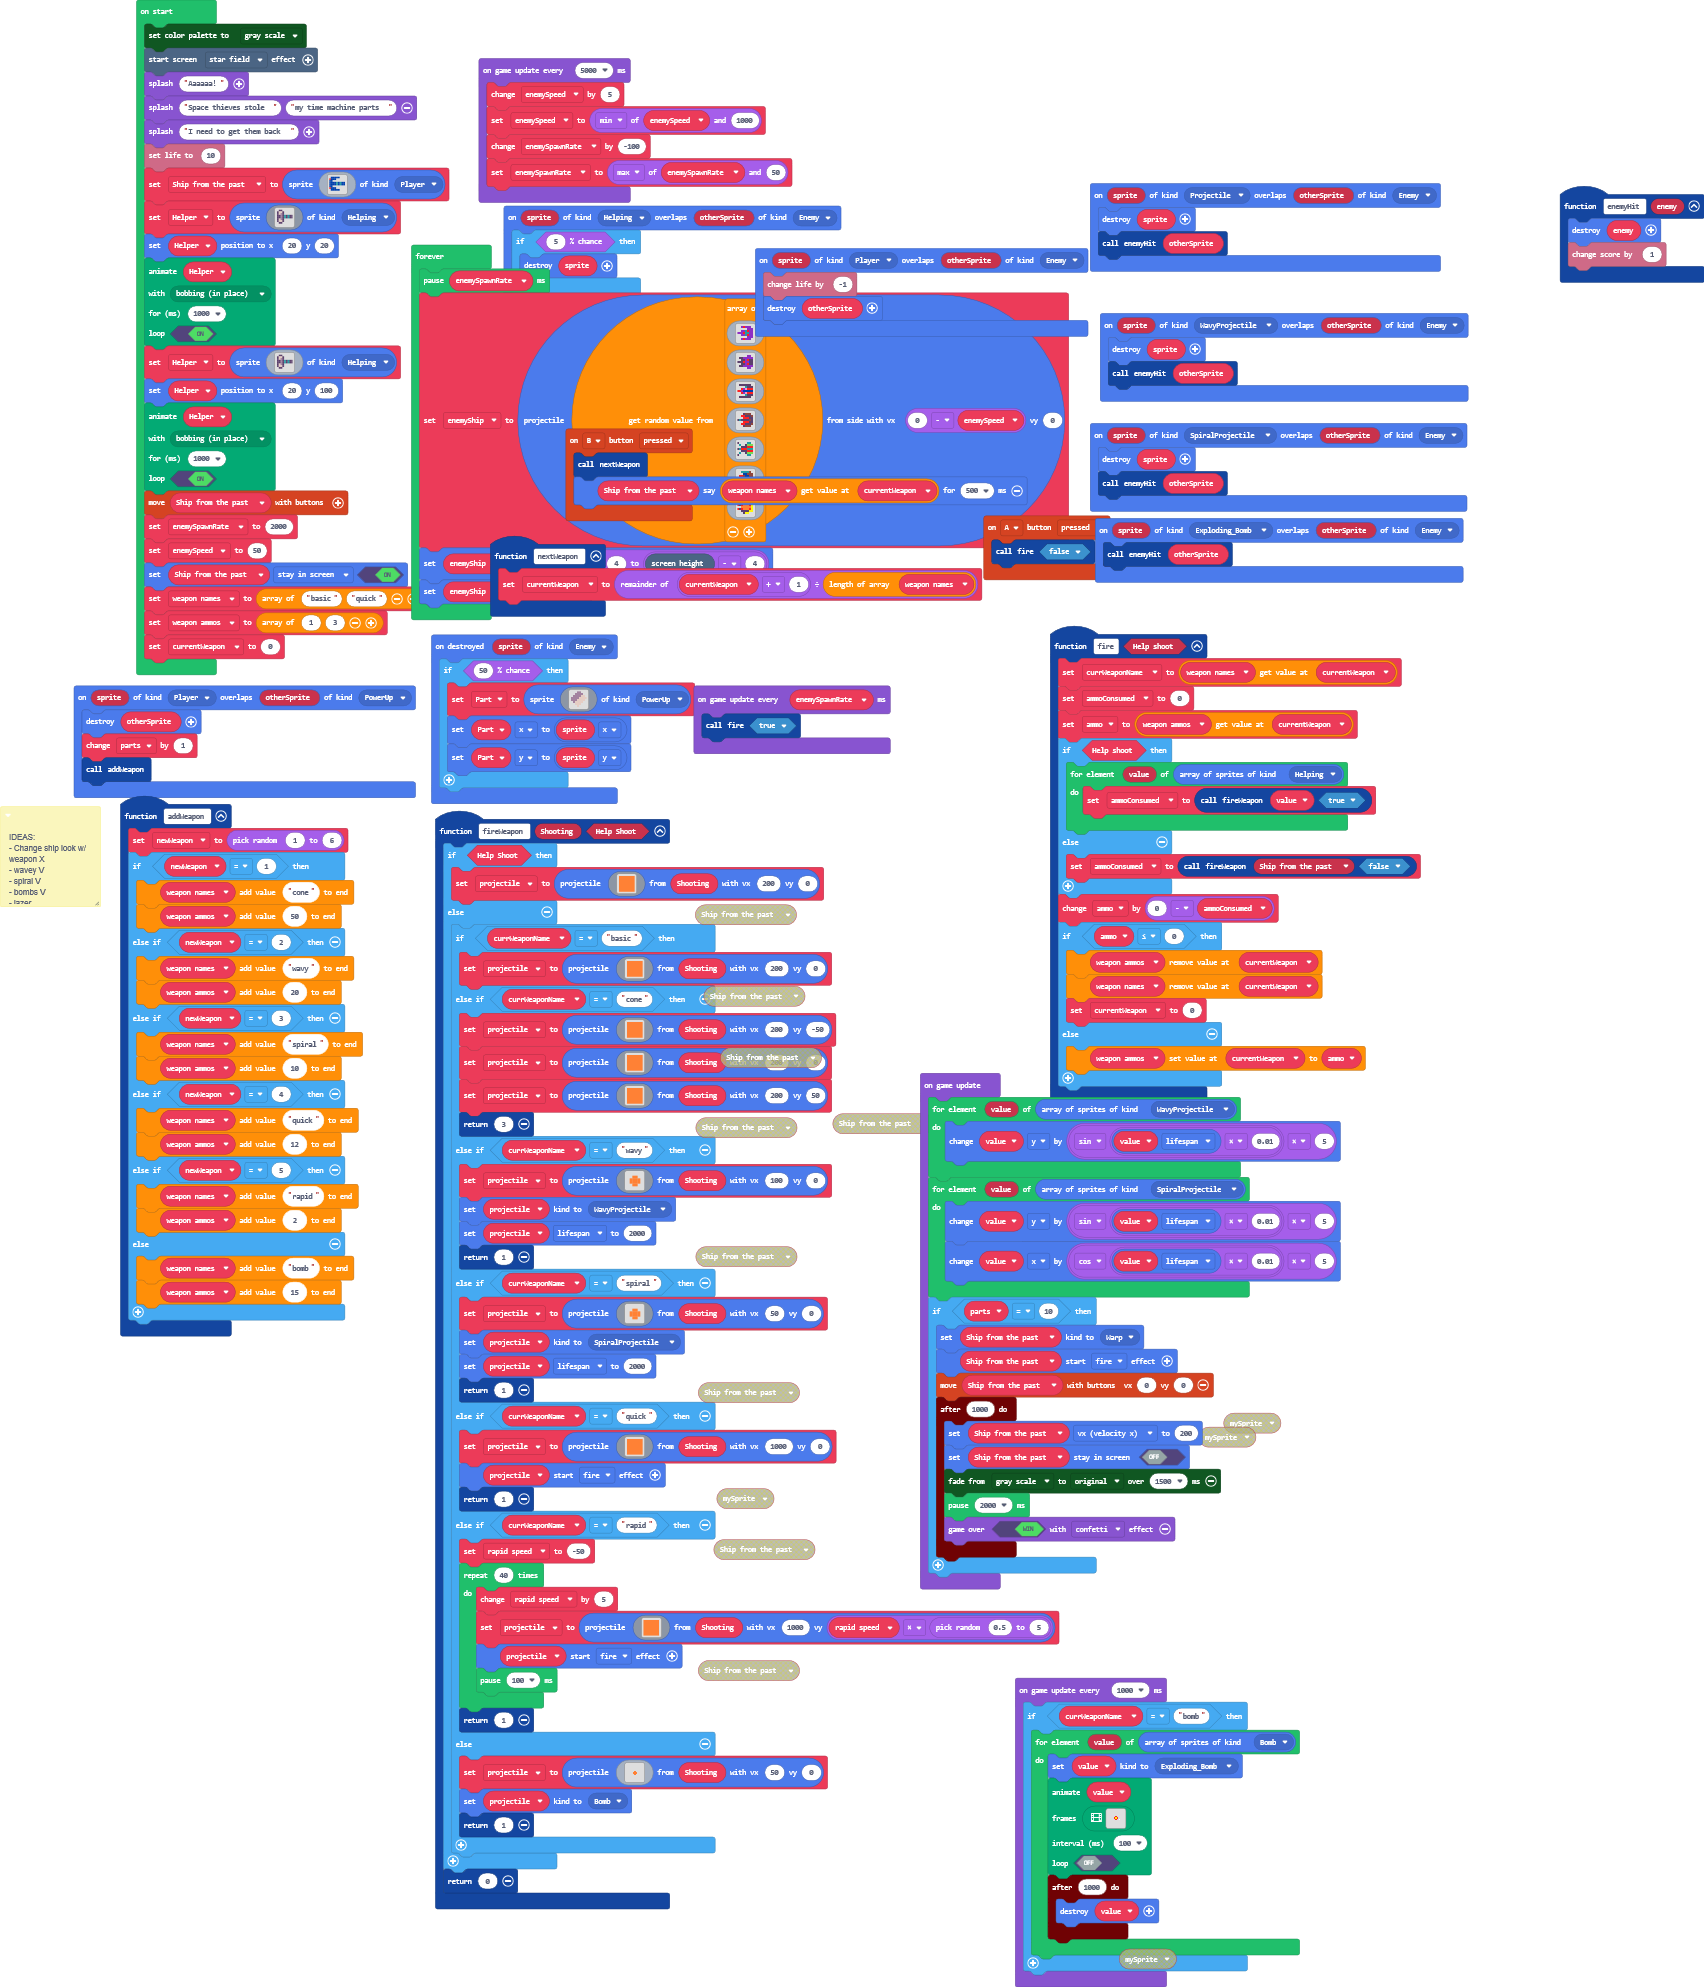 on start
set color palette to gray scale
start screen star field effect
splash "Aaaaaa! "
splash "Space thieves stole " "my time machine parts "
splash "I need to get them back "
set life to 10
set Ship from the past to sprite of kind Player
set Helper to sprite of kind Helping
set Helper position to x 20 y 20
animate Helper
with bobbing (in place)
for (ms) 1000
loop ON
set Helper to sprite of kind Helping
set Helper position to x 20 y 100
animate Helper
with bobbing (in place)
for (ms) 1000
loop ON
move Ship from the past with buttons
set enemySpawnRate to 2000
set enemySpeed to 50
set Ship from the past stay in screen ON
set weapon names to array of "basic" "quick"
set weapon ammos to array of 1 3
set currentWeapon to 0
on game update every 5000 ms
change enemySpeed by 5
set enemySpeed to min of enemySpeed and 1000
change enemySpawnRate by -100
set enemySpawnRate to max of enemySpawnRate and 50
on sprite of kind Helping overlaps otherSprite of kind Enemy
if 5 % chance then
destroy sprite
forever
pause enemySpawnRate ms
set enemyShip to projectile get random value from array o from side with vx 0 - enemySpeed vy 0
set enemyShip 4 to screen height - 4
set enemyShip
on sprite of kind Player overlaps otherSprite of kind Enemy
change life by -1
destroy otherSprite
on B button pressed
call nextWeapon
Ship from the past say weapon names get value at currentWeapon for 500 ms
function nextWeapon
set currentWeapon to remainder of currentWeapon + 1 ÷ length of array weapon names
on A button pressed
call fire false
on sprite of kind Projectile overlaps otherSprite of kind Enemy
destroy sprite
call enemyHit otherSprite
on sprite of kind WavyProjectile overlaps otherSprite of kind Enemy
destroy sprite
call enemyHit otherSprite
on sprite of kind SpiralProjectile overlaps otherSprite of kind Enemy
destroy sprite
call enemyHit otherSprite
on sprite of kind Exploding_Bomb overlaps otherSprite of kind Enemy
call enemyHit otherSprite
function enemyHit enemy
destroy enemy
change score by 1
on sprite of kind Player overlaps otherSprite of kind PowerUp
destroy otherSprite
change parts by 1
call addWeapon
on destroyed sprite of kind Enemy
if 50 % chance then
set Part to sprite of kind PowerUp
set Part x to sprite x
set Part y to sprite y
on game update every enemySpawnRate ms
call fire true
IDEAS:
- Change ship look w/
weapon X
- wavey V
- spiral V
- bombs V
- lazer
function addWeapon
set newWeapon to pick random 1 to 6
if newWeapon = 1 then
weapon names add value "cone" to end
weapon ammos add value 50 to end
else if newWeapon = 2 then
weapon names add value "wavy" to end
weapon ammos add value 20 to end
else if newWeapon = 3 then
weapon names add value "spiral" to end
weapon ammos add value 10 to end
else if newWeapon = 4 then
weapon names add value "quick" to end
weapon ammos add value 12 to end
else if newWeapon = 5 then
weapon names add value "rapid" to end
weapon ammos add value 2 to end
else
weapon names add value "bomb" to end
weapon ammos add value 15 to end
function fireWeapon Shooting Help Shoot
if Help Shoot then
set projectile to projectile from Shooting with vx 200 vy 0
else
Ship from the past
if currWeaponName = "basic" then
set projectile to projectile from Shooting with vx 200 vy 0
else if currWeaponName = "cone" then
Ship from the past
set projectile to projectile from Shooting with vx 200 vy -50
set projectile to projectile from Shooting
Ship from the past
set projectile to projectile from Shooting with vx 200 vy 50
return 3
Ship from the past
Ship from the past
else if currWeaponName = "wavy" then
set projectile to projectile from Shooting with vx 100 vy 0
set projectile kind to WavyProjectile
set projectile lifespan to 2000
return 1
Ship from the past
else if currWeaponName = "spiral" then
set projectile to projectile from Shooting with vx 50 vy 0
set projectile kind to SpiralProjectile
set projectile lifespan to 2000
return 1
Ship from the past
else if currWeaponName = "quick" then
set projectile to projectile from Shooting with vx 1000 vy 0
projectile start fire effect
return 1
mySprite
else if currWeaponName = "rapid" then
set rapid speed to -50
Ship from the past
repeat 40 times
do
change rapid speed by 5
set projectile to projectile from Shooting with vx 1000 vy rapid speed × pick random 0.5 to 5
projectile start fire effect
Ship from the past
pause 100 ms
return 1
else
set projectile to projectile from Shooting with vx 50 vy 0
set projectile kind to Bomb
return 1
return 0
function fire Help shoot
set currWeaponName to weapon names get value at currentWeapon
set ammoConsumed to 0
set ammo to weapon ammos get value at currentWeapon
if Help shoot then
for element value of array of sprites of kind Helping
do set ammoConsumed to call fireWeapon value true
else
set ammoConsumed to call fireWeapon Ship from the past false
change ammo by 0 - ammoConsumed
if ammo ≤ 0 then
weapon ammos remove value at currentWeapon
weapon names remove value at currentWeapon
set currentWeapon to 0
else
weapon ammos set value at currentWeapon to ammo
on game update
for element value of array of sprites of kind WavyProjectile
do
change value y by sin value lifespan × 0.01 × 5
for element value of array of sprites of kind SpiralProjectile
do
change value y by sin value lifespan × 0.01 × 5
change value x by cos value lifespan × 0.01 × 5
if parts = 10 then
set Ship from the past kind to Warp
Ship from the past start fire effect
move Ship from the past with buttons vx 0 vy 0
after 1000 do
mySprite
set Ship from the past vx (velocity x) to 200
mySprite
set Ship from the past stay in screen OFF
fade from gray scale to original over 1500 ms
pause 2000 ms
game over WIN with confetti effect
on game update every 1000 ms
if currWeaponName = "bomb" then
for element value of array of sprites of kind Bomb
do
set value kind to Exploding_Bomb
animate value
frames
interval (ms) 100
loop OFF
after 1000 do
destroy value
mySprite